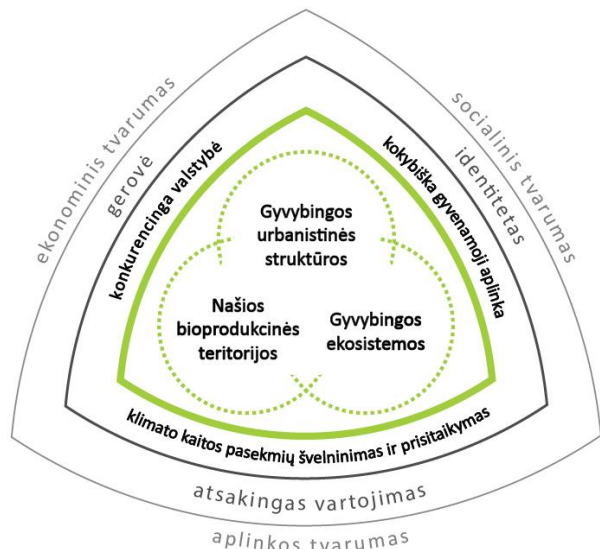 ekonominis tvarumas
socialinis tvarumas
gerovė
identitetas
konkurencinga valstybė
kokybiška gyvenamoji aplinka
Gyvybingos
urbanistinės
struktūros
Našios
bioprodukcinės
teritorijos
Gyvybingos
ekosistemos
klimato kaitos pasekmių švelninimas ir prisitaikymas
atsakingas vartojimas
aplinkos tvarumas